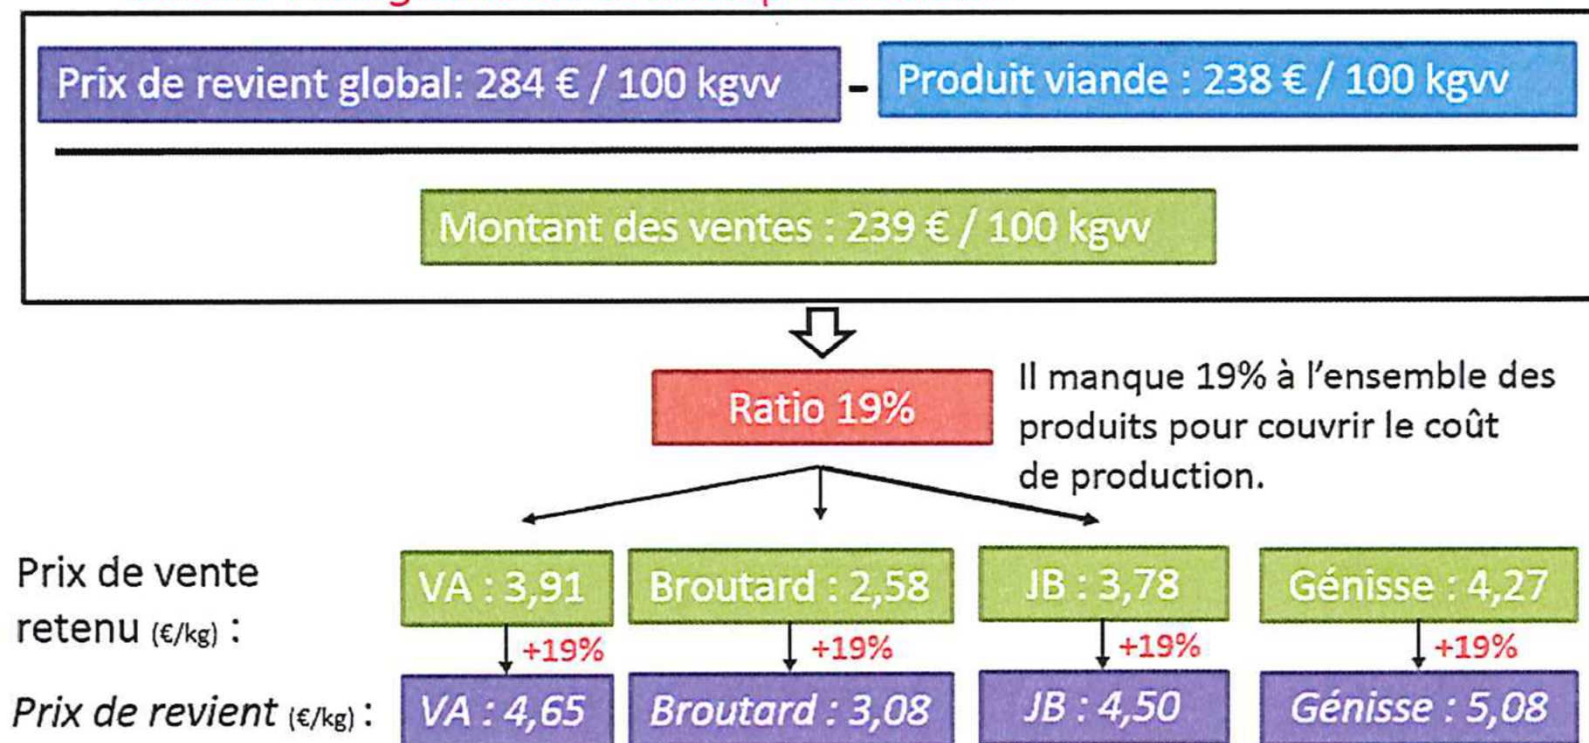 Prix de revient global: 284 € / 100 kgvv - Produit viande : 238 € / 100 kgvv
Montant des ventes : 239 € / 100 kgvv
Ratio 19%
Il manque 19% à l'ensemble des
produits pour couvrir le coût
de production.
Prix de vente
retenu (€/kg) :
VA : 3,91 Broutard : 2,58 JB : 3,78 Génisse : 4,27
+19% +19% +19% +19%
Prix de revient (€/kg) : VA : 4,65 Broutard : 3,08 JB : 4,50 Génisse : 5,08